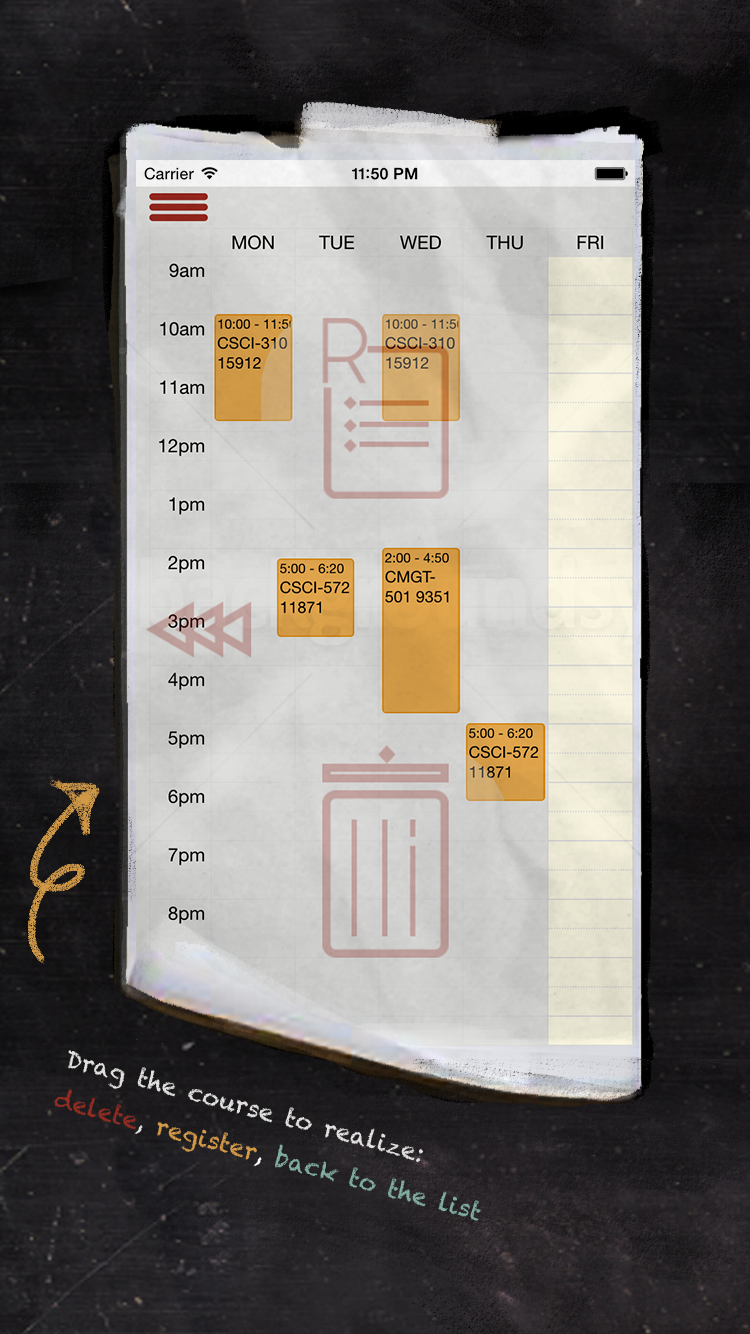 Carrier 11:50 PM
MON TUE WED THU FRI
9am
10am
11am
12pm
1pm
2pm
3pm
4pm
5pm
6pm
7pm
8pm
10:00 - 11:50
CSCI-310
15912
10:00 - 11:50
CSCI-310
15912
R
5:00 - 6:20
CSCI-572
11871
2:00 - 4:50
CMGT-
501 9351
5:00 - 6:20
CSCI-572
11871
Drag the course to realize:
delete, register, back to the list